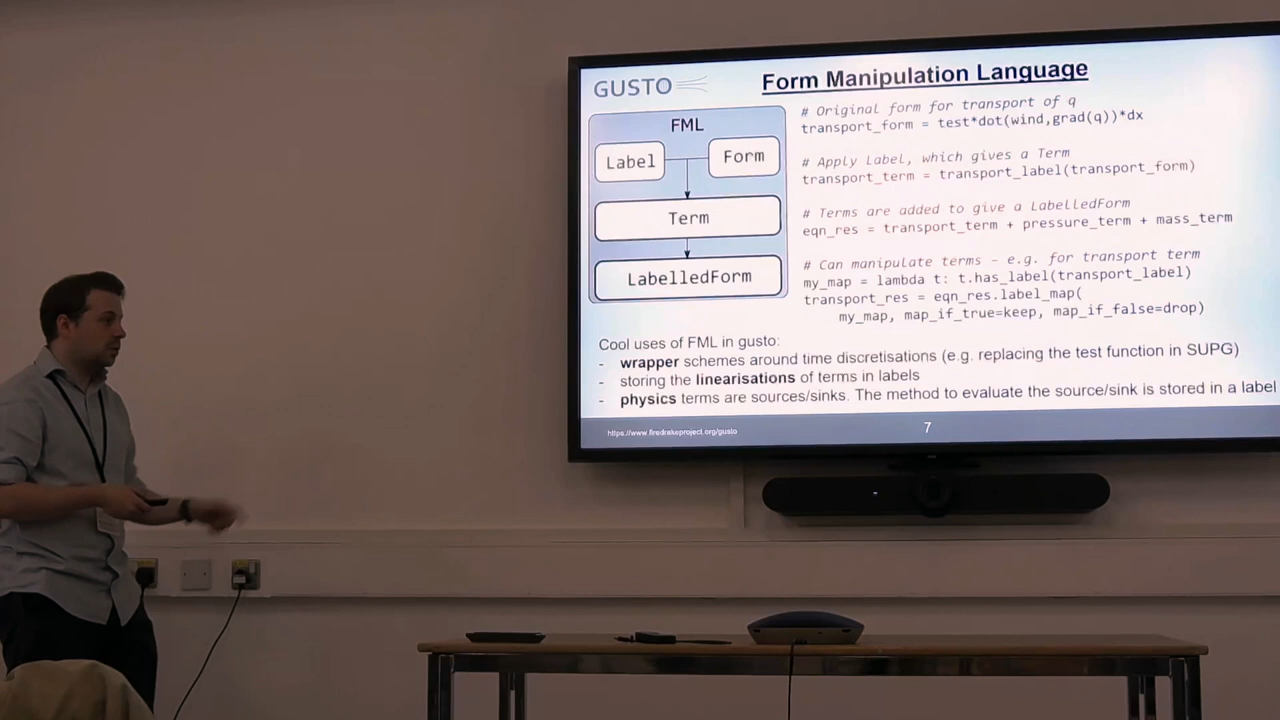 GUSTO
Form Manipulation Language
FML
Label
Form
Term
LabelledForm
# Original form for transport of q
transport_form = test*dot(wind,grad(q))*dx
# Apply Label, which gives a Term
transport_term = transport_label(transport_form)
# Terms are added to give a LabelledForm
eqn_res = transport_term + pressure_term + mass_term
# Can manipulate terms - e.g. for transport term
my_map = lambda t: t.has_label(transport_label)
transport_res = eqn_res.label_map(
my_map, map_if_true=keep, map_if_false=drop)
Cool uses of FML in gusto:
- wrapper schemes around time discretisations (e.g. replacing the test function in SUPG)
- storing the linearisations of terms in labels
- physics terms are sources/sinks. The method to evaluate the source/sink is stored in a label
https://www.firedrakeproject.org/gusto
7